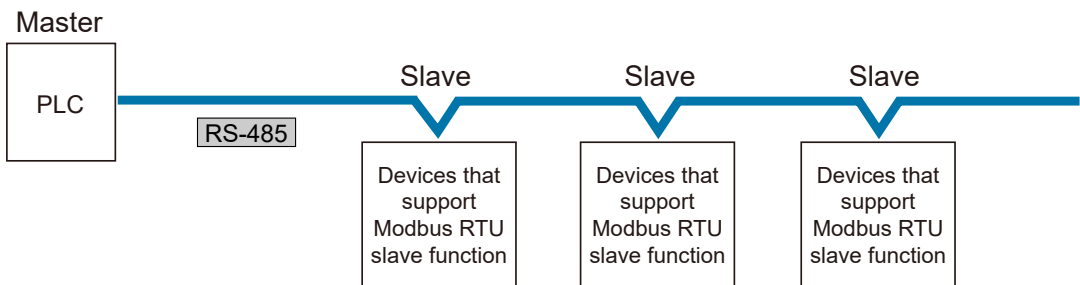 Master
PLC
RS-485
Slave
Slave
Slave
Devices that
support
Modbus RTU
slave function
Devices that
support
Modbus RTU
slave function
Devices that
support
Modbus RTU
slave function